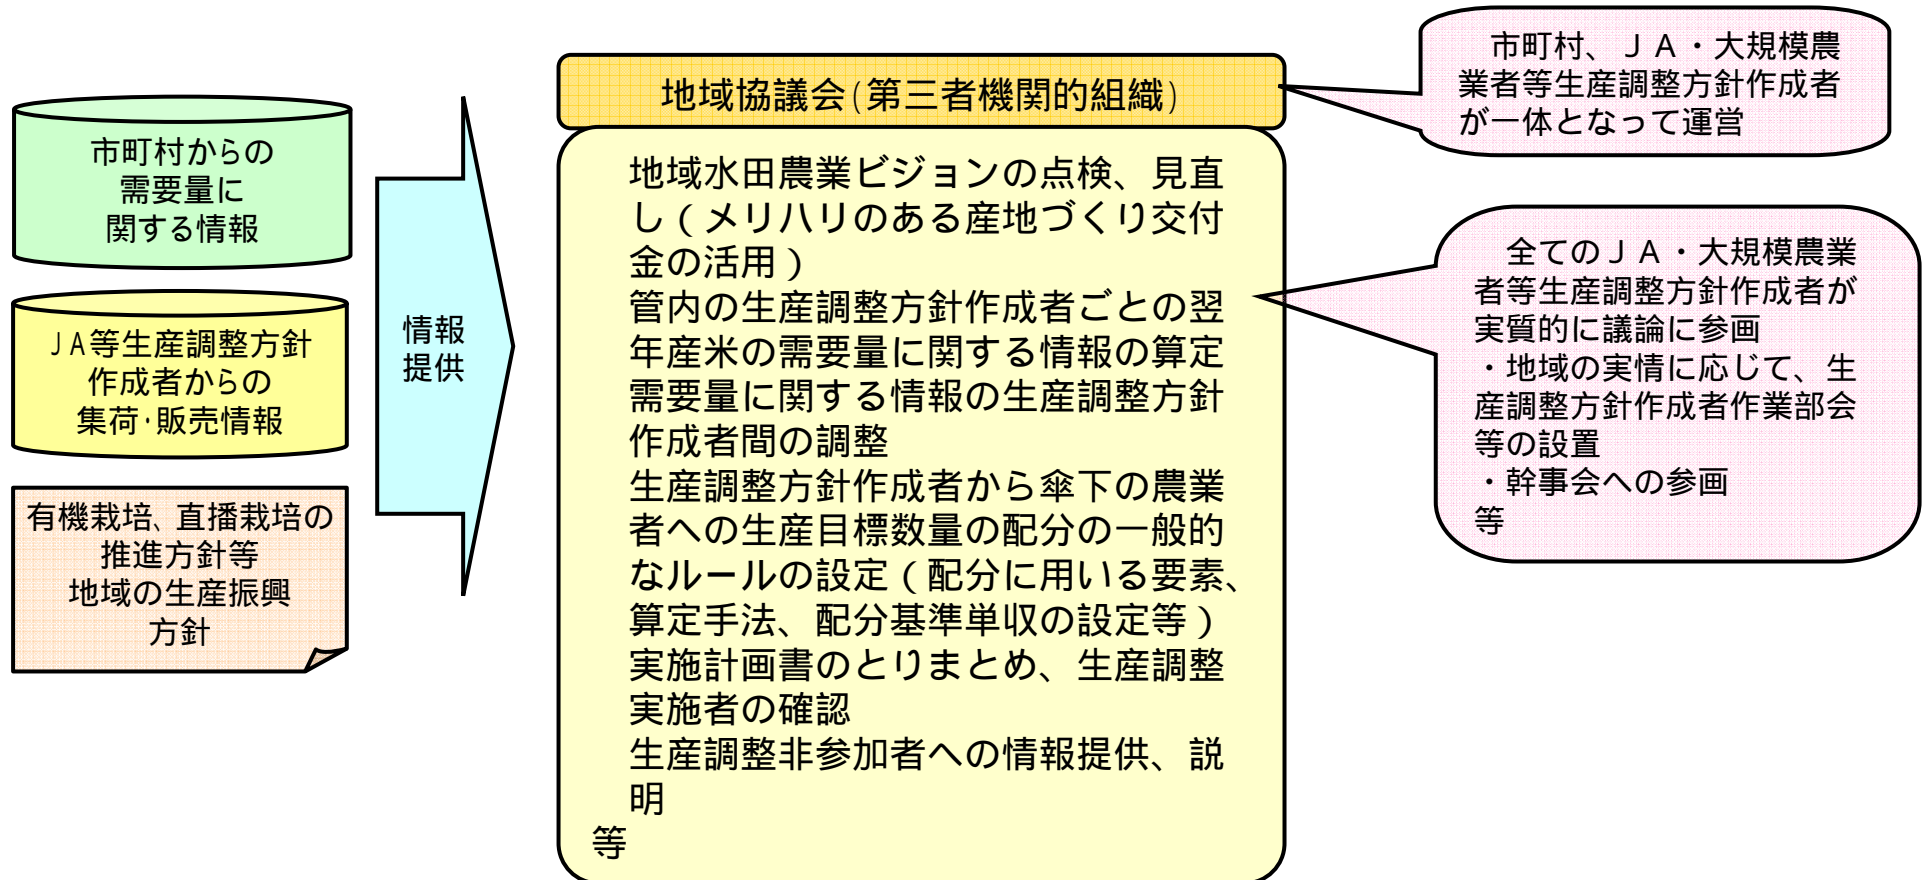 市町村からの
需要量に
関する情報
JA等生産調整方針
作成者からの
集荷・販売情報
有機栽培、直播栽培の
推進方針等
地域の生産振興
方針
情報
提供
地域協議会(第三者機関的組織)
地域水田農業ビジョンの点検、見直
し(メリハリのある産地づくり交付
金の活用)
管内の生産調整方針作成者ごとの翌
年産米の需要量に関する情報の算定
需要量に関する情報の生産調整方針
作成者間の調整
生産調整方針作成者から傘下の農業
者への生産目標数量の配分の一般的
なルールの設定(配分に用いる要素、
算定手法、配分基準単収の設定等)
実施計画書のとりまとめ、生産調整
実施者の確認
生産調整非参加者への情報提供、説
明
等
市町村、JA・大規模農
業者等生産調整方針作成者
が一体となって運営
全てのJA・大規模農業
者等生産調整方針作成者が
実質的に議論に参画
・地域の実情に応じて、生
産調整方針作成者作業部会
等の設置
・幹事会への参画
等